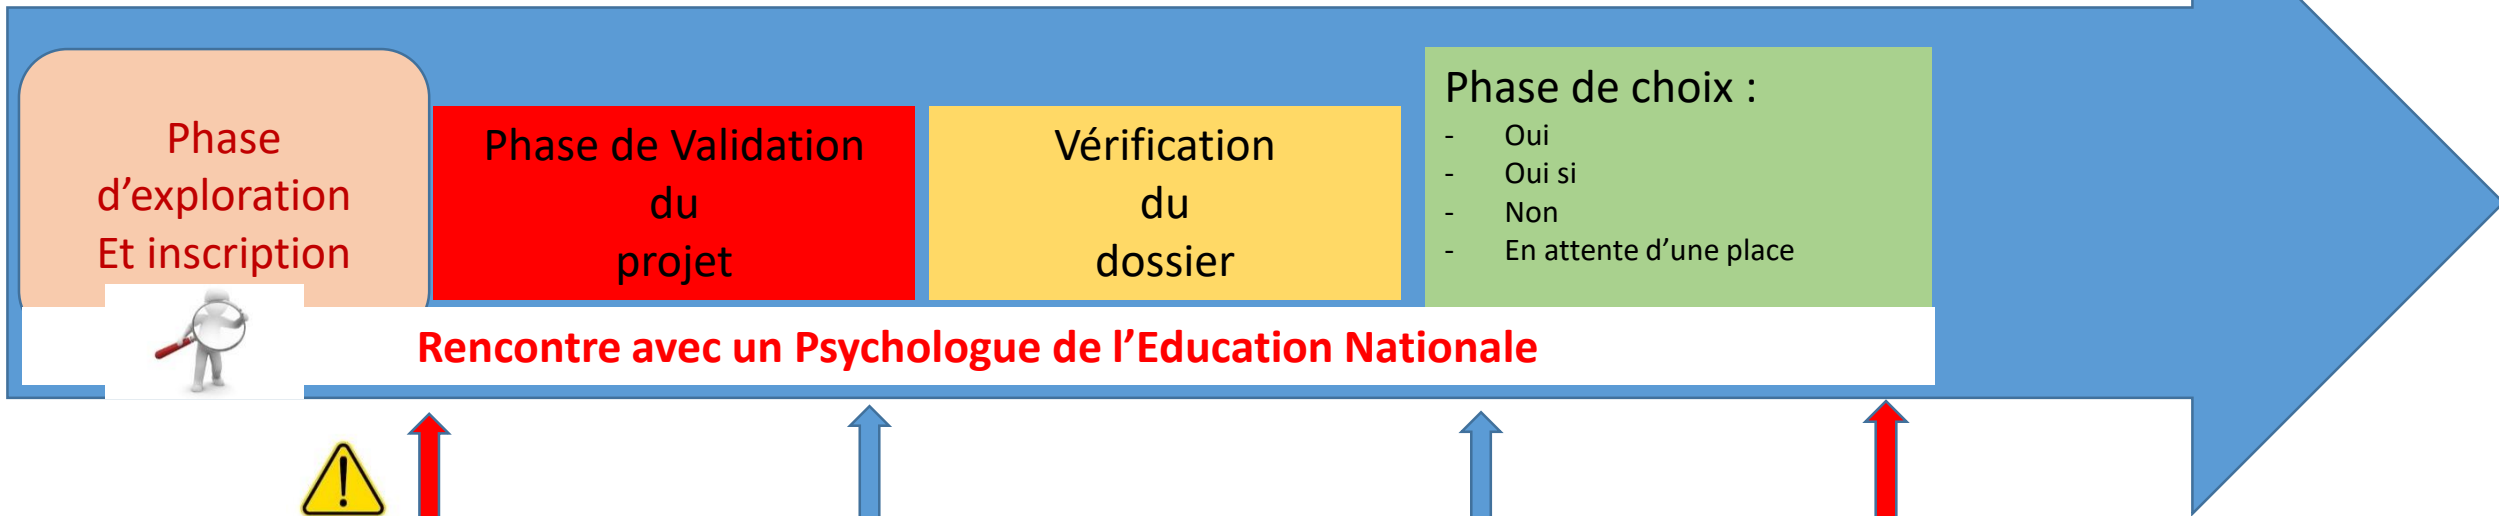 Phase
d’exploration
Et inscription
Phase de Validation
du
projet
Vérification
du
dossier
Phase de choix :
- Oui
- Oui si
- Non
- En attente d’une place
Rencontre avec un Psychologue de l’Education Nationale